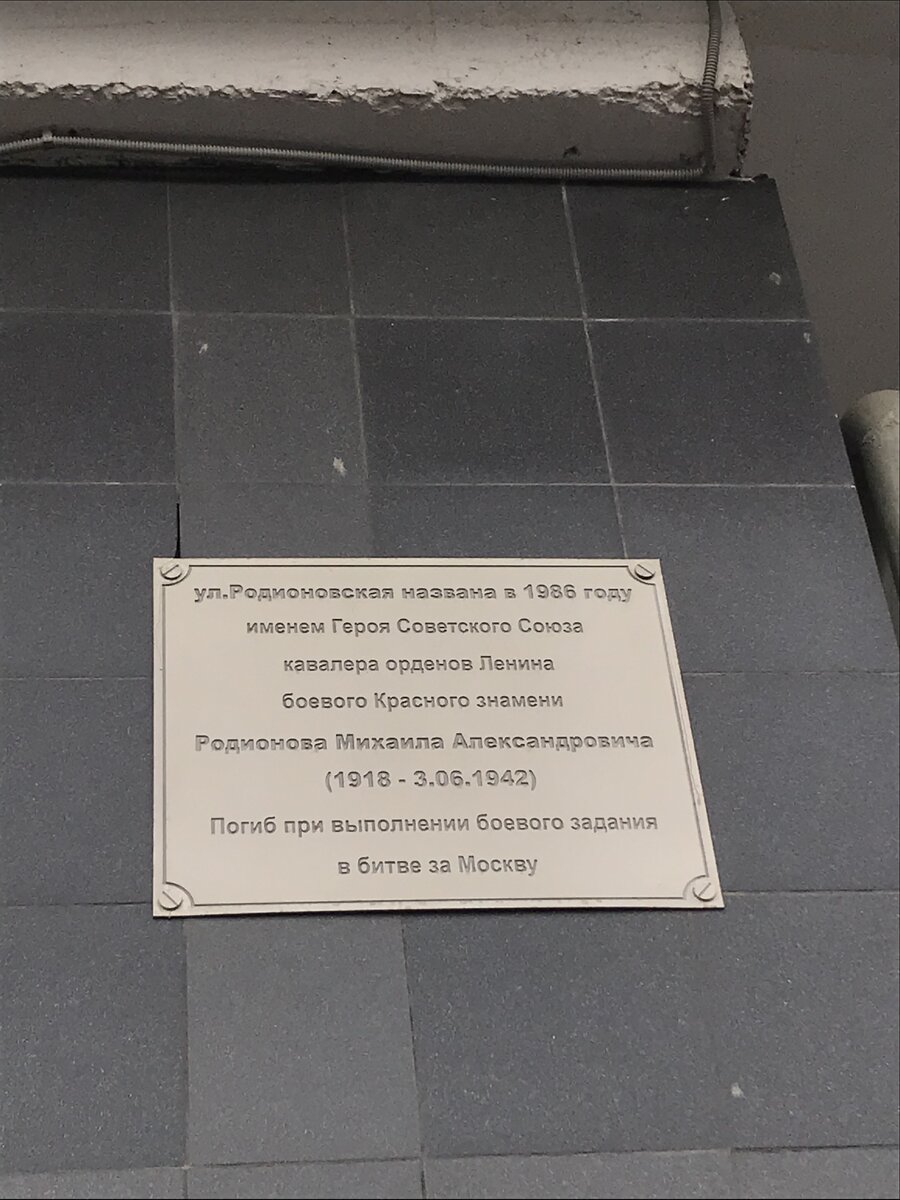 ул.Родионовская названа в 1986 году
именем Героя Советского Союза
кавалера орденов Ленина
боевого Красного знамени
Родионова Михаила Александровича
(1918 - 3.06.1942)
Погиб при выполнении боевого задания
в битве за Москву